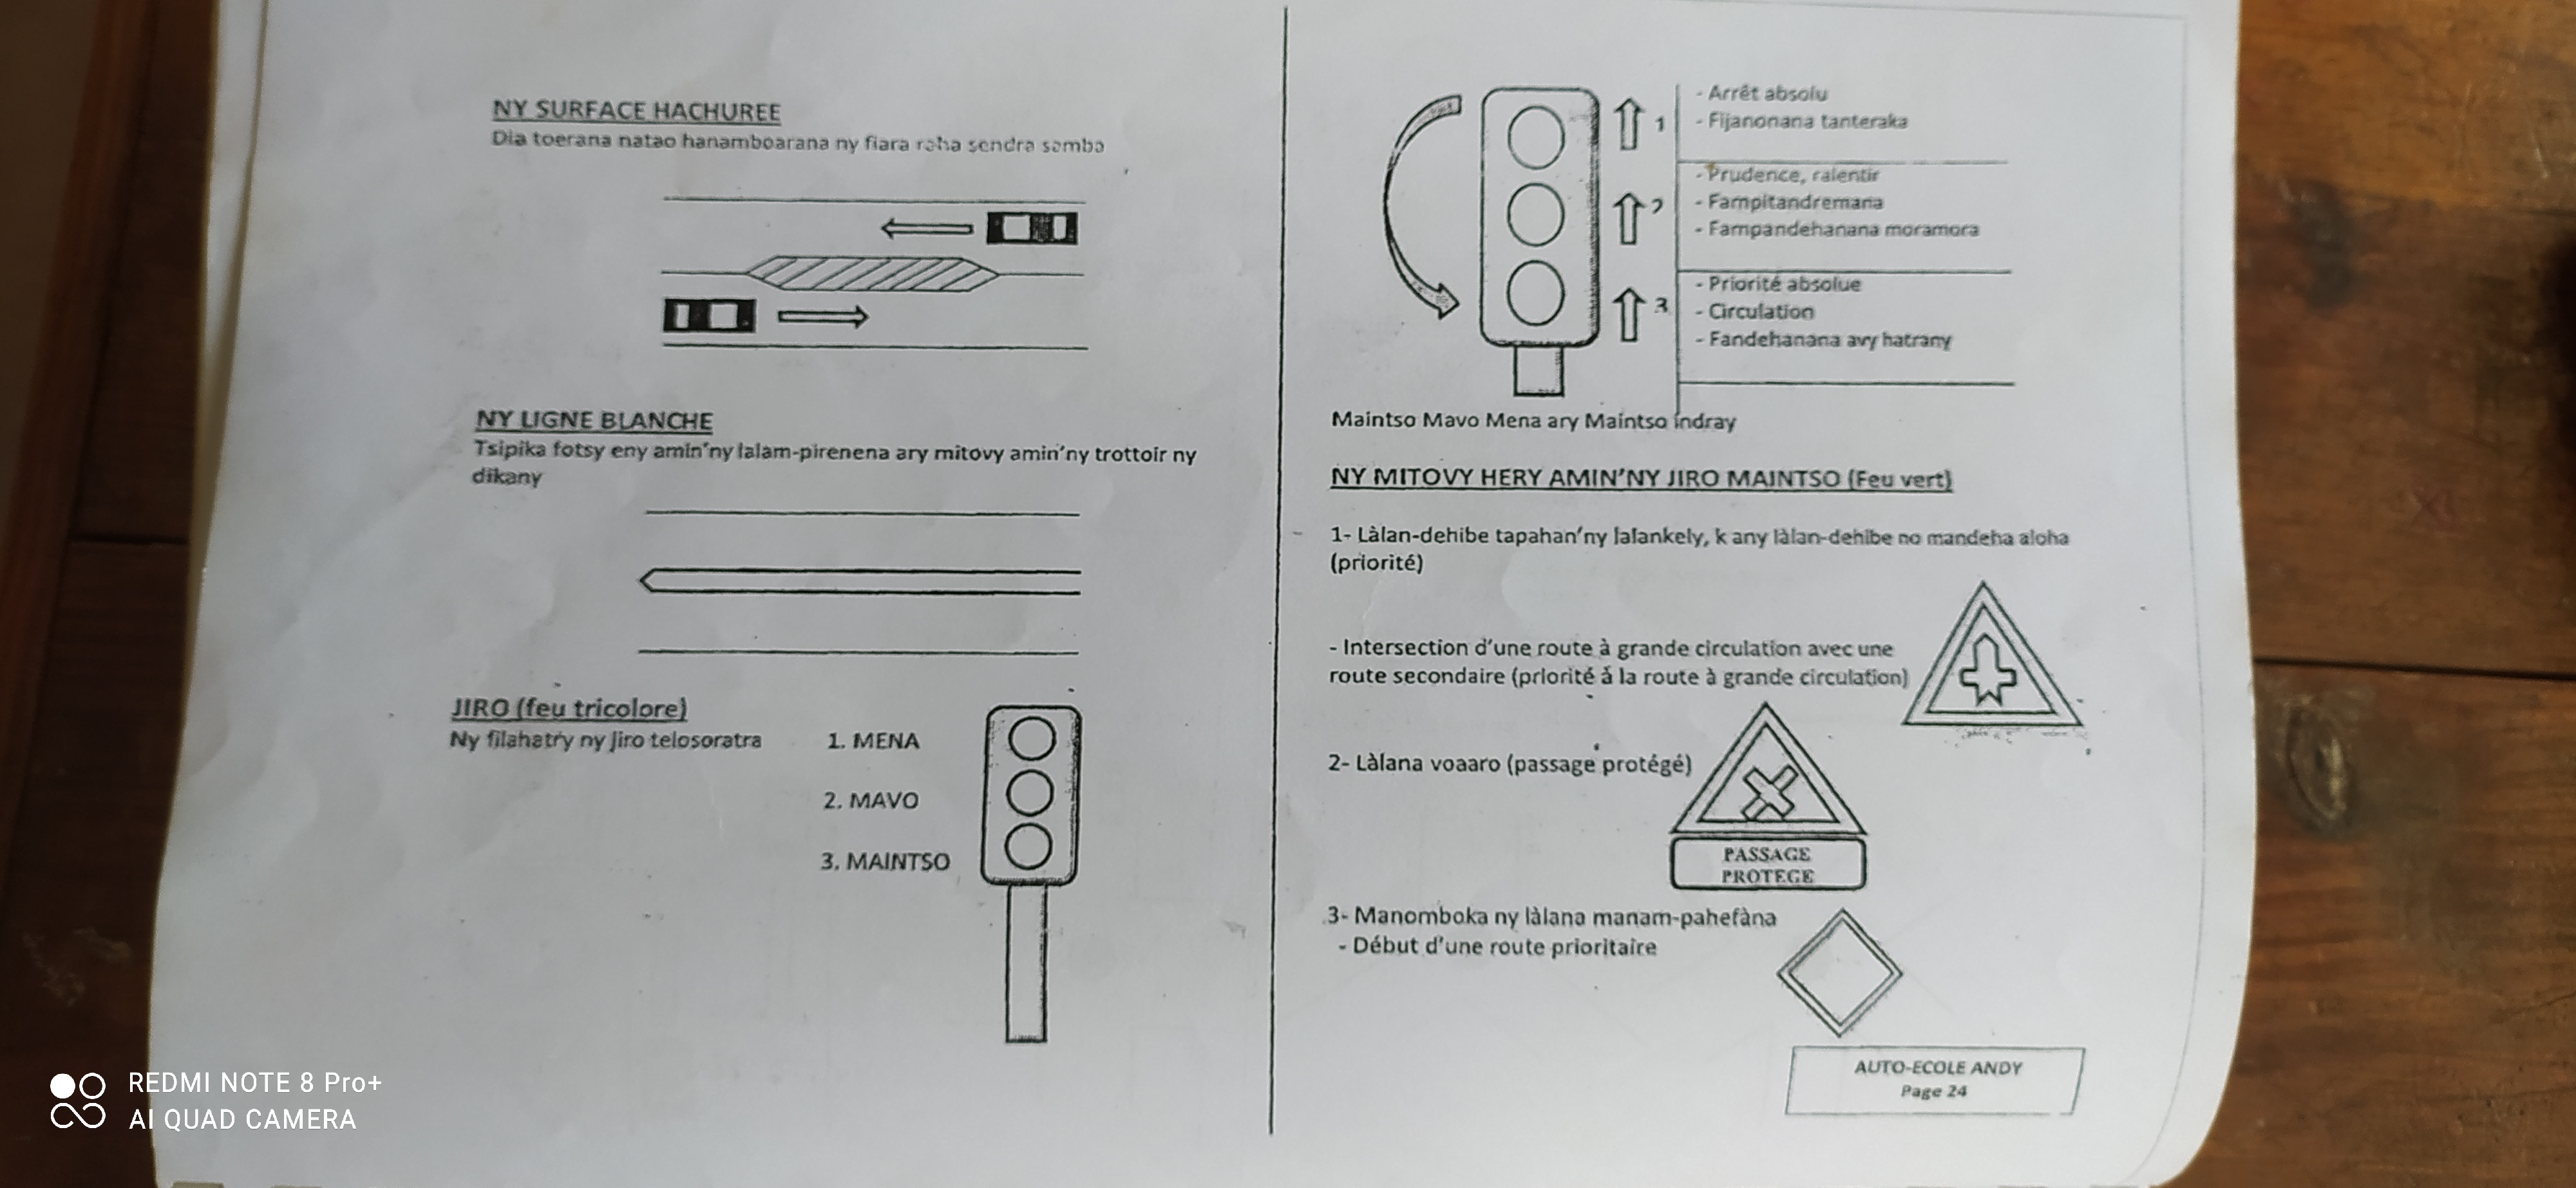 NY SURFACE HACHUREE
Dia toerana natao hanamboarana ny fiara raha sendra samba
NY LIGNE BLANCHE
Tsipika fotsy eny amin'ny lalam-pirenena ary mitovy amin'ny trottoir ny
dikany
JIRO (feu tricolore)
Ny filahatry ny jiro telosoratra
1. MENA
2. MAVO
3. MAINTSO
1
- Arrêt absolu
- Fijanonana tanteraka
2
- Prudence, ralentir
- Fampitandremana
- Fampandehanana moramora
3
- Priorité absolue
- Circulation
- Fandehanana avy hatrany
Maintso Mavo Mena ary Maintso indray
NY MITOVY HERY AMIN'NY JIRO MAINTSO (Feu vert)
1- Làlan-dehibe tapahan'ny lalankely, k any làlan-dehibe no mandeha aloha
(priorité)
- Intersection d'une route à grande circulation avec une
route secondaire (priorité à la route à grande circulation)
2- Làlana voaaro (passage protégé)
PASSAGE
PROTEGE
3- Manomboka ny làlana manam-pahefàna
- Début d'une route prioritaire
AUTO-ECOLE ANDY
Page 24
REDMI NOTE 8 Pro+
AI QUAD CAMERA